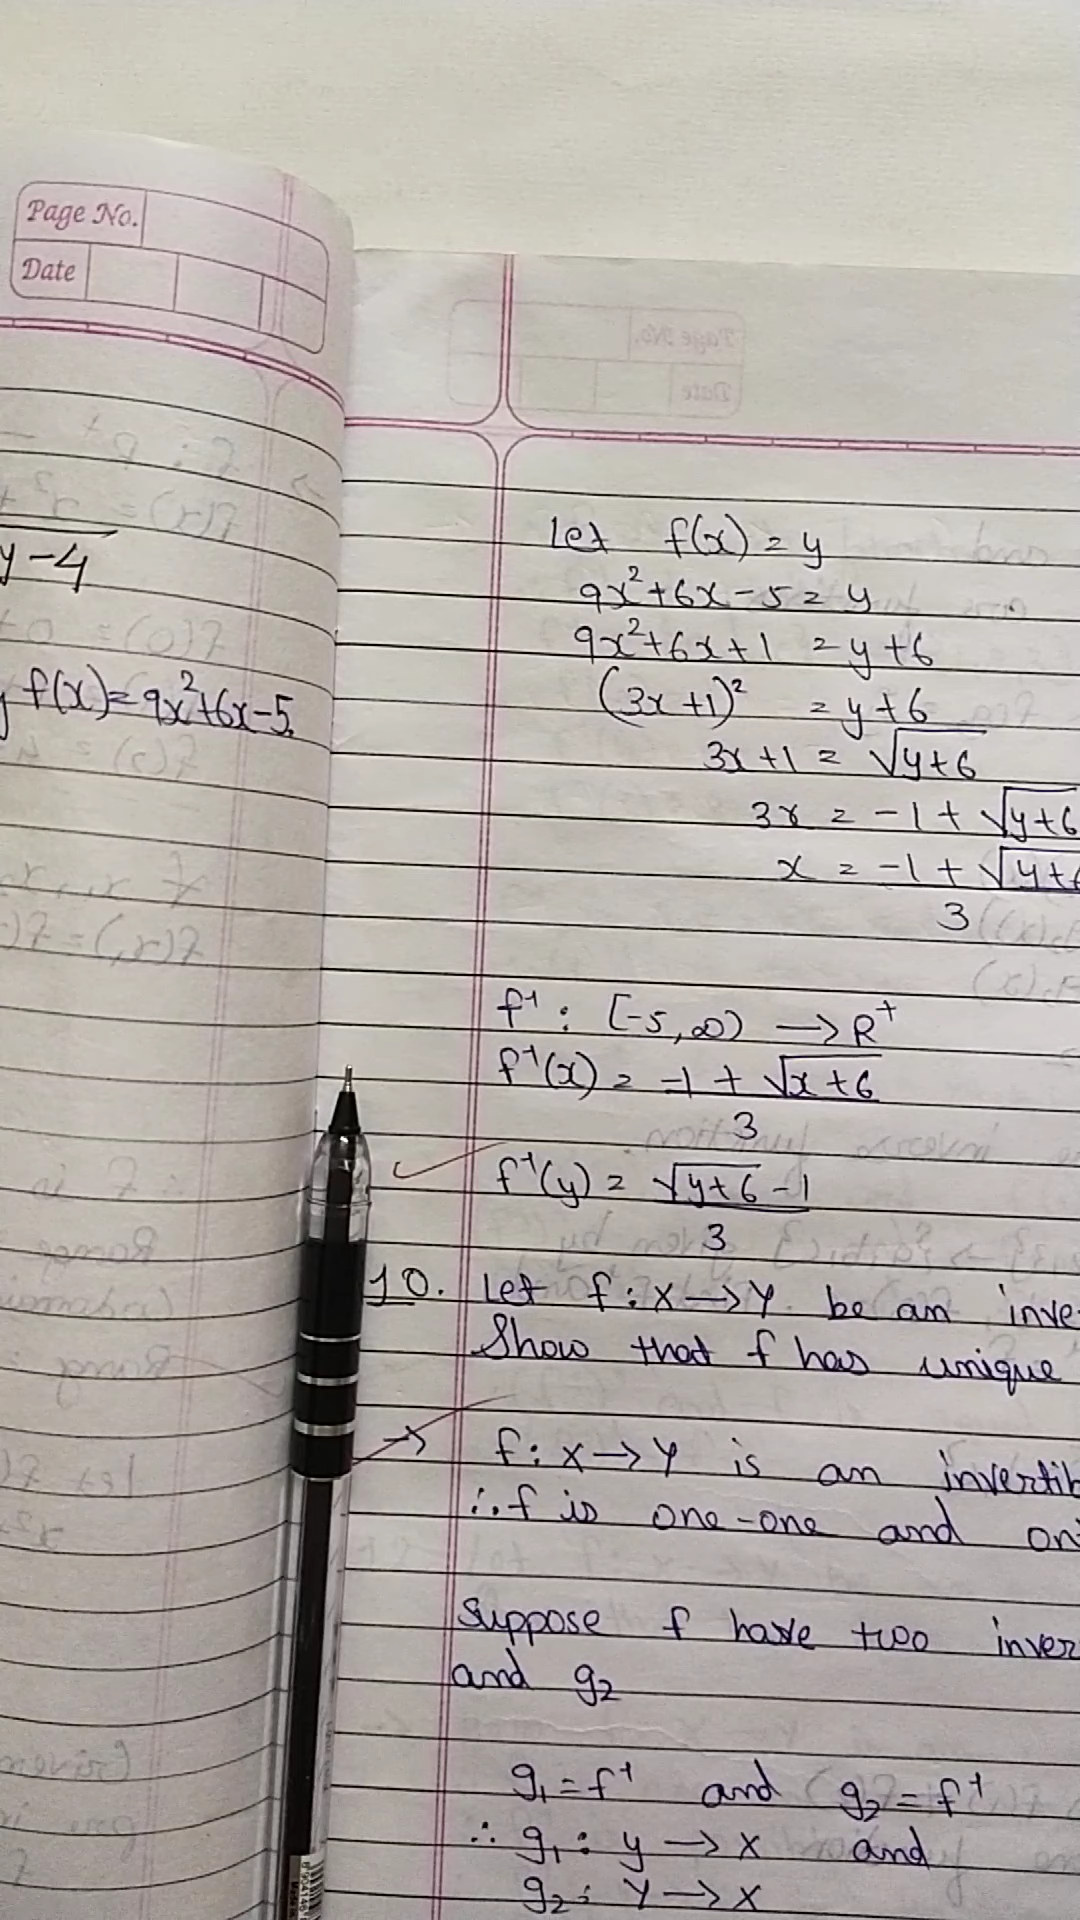 Page No.
Date
y-4
f(x)=9x²+6x-5.
Let f(x) = y
9x²+6x-5 = y
9x²+6x+1 = y+6
(3x+1)² = y+6
3x+1 = √y+6
3x = -1 + √y+6
x = -1 + √y+6
3
f⁻¹ : [-5, ∞) → R⁺
f⁻¹(x) = -1 + √x+6
3
f⁻¹(y) = √y+6 -1
3
10. Let f : X → Y be an inve
Show that f has unique
→ f : X → Y is an invertib
∴ f is one-one and on
suppose f have two inver
and g₂
g₁ = f⁻¹ and g₂ = f⁻¹
∴ g₁ : y → X and
g₂ : Y → X